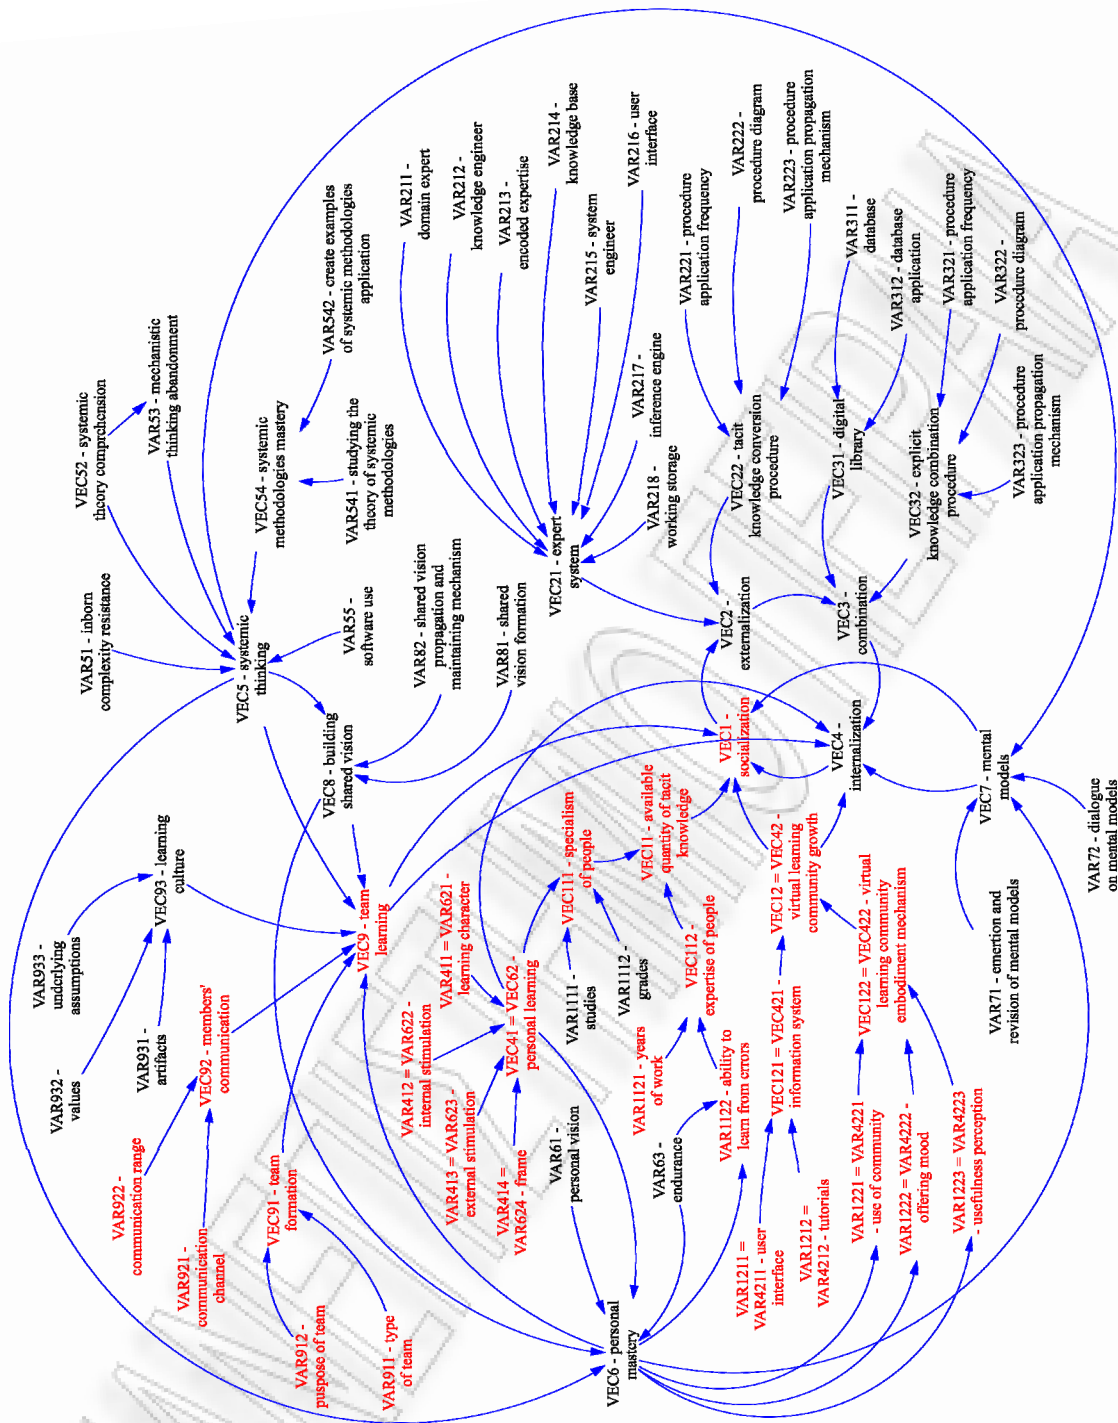 VEC52 - systemic
theory comprehension
VAR53 - mechanistic
thinking abandonment
VAR51 - inborn
complexity resistance
VEC54 - systemic
methodologies mastery
VAR542 - create examples
of systemic methodologies
application
VAR541 - studying the
theory of systemic
methodologies
VEC5 - systemic
thinking
VAR55 -
software use
VAR82 - shared vision
propagation and
maintaining mechanism
VAR81 - shared
vision formation
VEC8 - building
shared vision
VAR211 -
domain expert
VAR212 -
knowledge engineer
VAR213 -
encoded expertise
VAR214 -
knowledge base
VAR215 - system
engineer
VAR216 - user
interface
VAR217 -
inference engine
VAR218 -
working storage
VEC21 - expert
system
VAR221 - procedure
application frequency
VAR222 -
procedure diagram
VAR223 - procedure
application propagation
mechanism
VEC22 - tacit
knowledge conversion
procedure
VAR311 -
database
VAR312 - database
application
VEC31 - digital
library
VAR321 - procedure
application frequency
VAR322 -
procedure diagram
VAR323 - procedure
application propagation
mechanism
VEC32 - explicit
knowledge combination
procedure
VEC2 -
externalization
VEC3 -
combination
VEC1 -
socialization
VEC4 -
internalization
VEC7 - mental
models
VAR72 - dialogue
on mental models
VAR71 - emertion and
revision of mental models
VAR933 -
underlying
assumptions
VAR932 -
values
VAR931 -
artifacts
VEC93 - learning
culture
VEC92 - members'
communication
VAR922 -
communication range
VAR921 -
communication
channel
VEC91 - team
formation
VAR912 -
puspose of team
VAR911 - type
of team
VEC9 - team
learning
VAR411 = VAR621 -
learning character
VAR412 = VAR622 -
internal stimulation
VAR413 = VAR623 -
external stimulation
VAR414 =
VAR624 - frame
VEC41 = VEC62 -
personal learning
VEC111 - specialism
of people
VAR1111 -
studies
VAR1112 -
grades
VEC11 - available
quantity of tacit
knowledge
VEC112 -
expertise of people
VAR1121 - years
of work
VAR1122 - ability to
learn from errors
VAR61 -
personal vision
VAR63 -
endurance
VEC6 - personal
mastery
VEC12 = VEC42 -
virtual learning
community growth
VEC121 = VEC421 -
information system
VAR1211 =
VAR4211 - user
interface
VAR1212 =
VAR4212 - tutorials
VEC122 = VEC422 - virtual
learning community
embodiment mechanism
VAR1221 = VAR4221
- use of community
VAR1222 = VAR4222 -
offering mood
VAR1223 = VAR4223
- usefulness perception